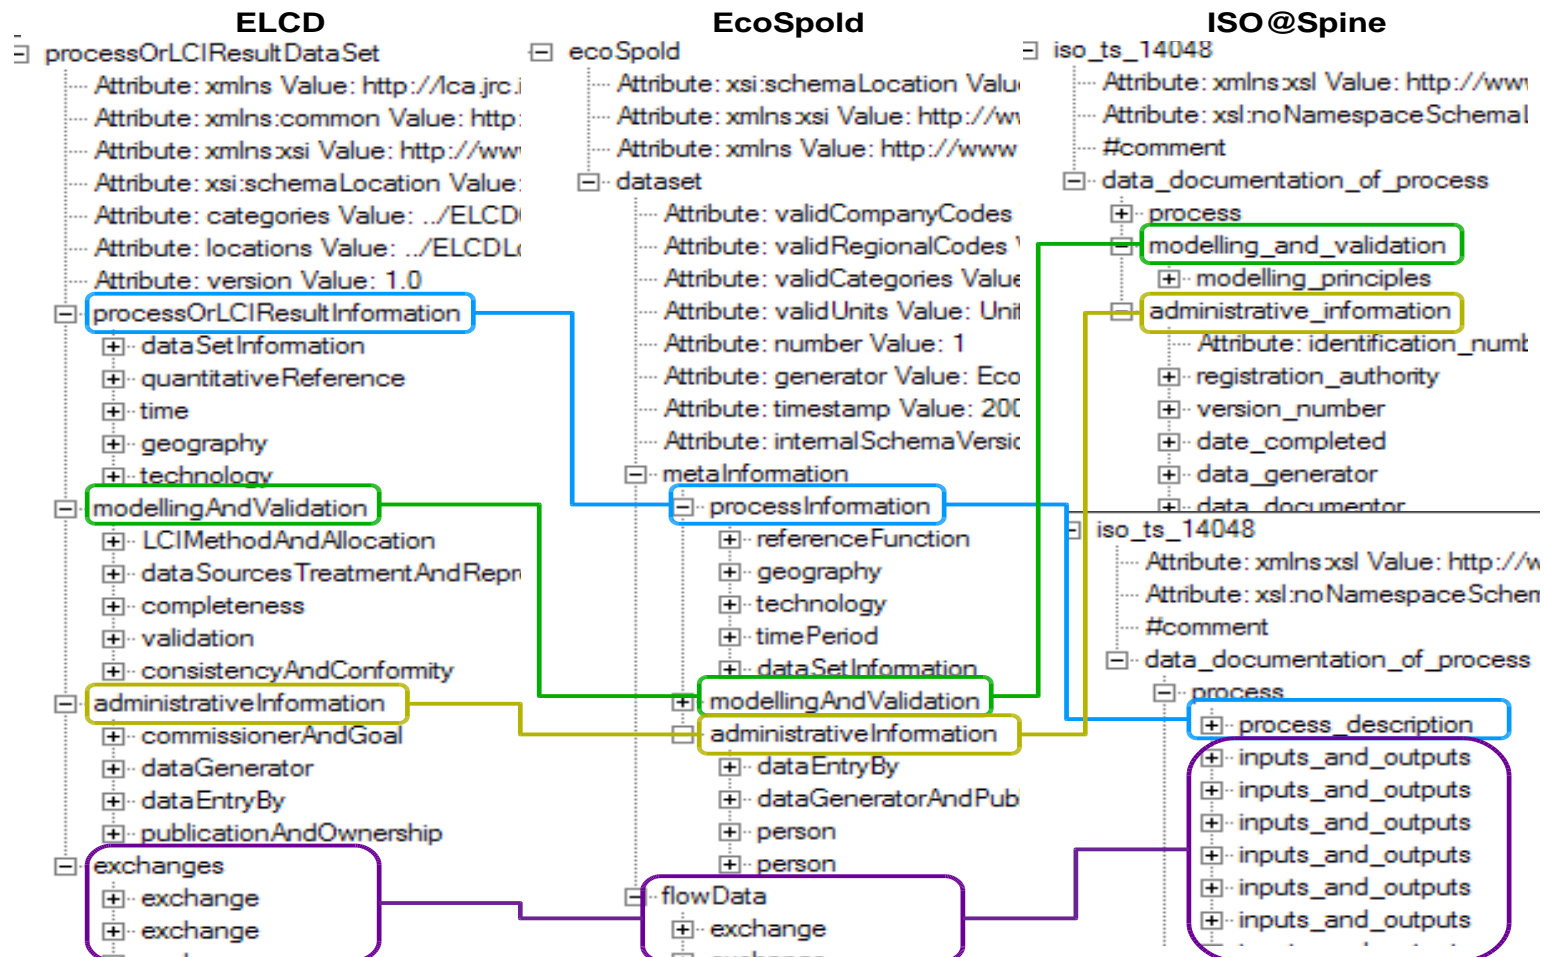 ELCD
processOrLCIResultDataSet
Attribute: xmlns Value: http://lca.jrc.
Attribute: xmlns:common Value: http:
Attribute: xmlns:xsi Value: http://www
Attribute: xsi:schemaLocation Value:
Attribute: categories Value: ../ELCD
Attribute: locations Value: ../ELCDLo
Attribute: version Value: 1.0
processOrLCIResultInformation
dataSetInformation
quantitativeReference
time
geography
technology
modellingAndValidation
LCIMethodAndAllocation
dataSourcesTreatmentAndRepr
completeness
validation
consistencyAndConformity
administrativeInformation
commissionerAndGoal
dataGenerator
dataEntryBy
publicationAndOwnership
exchanges
exchange
exchange
EcoSpold
ecoSpold
Attribute: xsi:schemaLocation Valu
Attribute: xmlns:xsi Value: http://w
Attribute: xmlns Value: http://www
dataset
Attribute: validCompanyCodes
Attribute: validRegionalCodes
Attribute: validCategories Value
Attribute: validUnits Value: Unit
Attribute: number Value: 1
Attribute: generator Value: Eco
Attribute: timestamp Value: 200
Attribute: internalSchemaVersio
metaInformation
processInformation
referenceFunction
geography
technology
timePeriod
dataSetInformation
modellingAndValidation
administrativeInformation
dataEntryBy
dataGeneratorAndPubl
person
person
flowData
exchange
exchange
ISO@Spine
iso_ts_14048
Attribute: xmlns:xsl Value: http://www
Attribute: xsl:noNamespaceSchemaL
#comment
data_documentation_of_process
process
modelling_and_validation
modelling_principles
administrative_information
Attribute: identification_numb
registration_authority
version_number
date_completed
data_generator
data_documentor
iso_ts_14048
Attribute: xmlns:xsl Value: http://w
Attribute: xsl:noNamespaceSchem
#comment
data_documentation_of_process
process
process_description
inputs_and_outputs
inputs_and_outputs
inputs_and_outputs
inputs_and_outputs
inputs_and_outputs
inputs_and_outputs